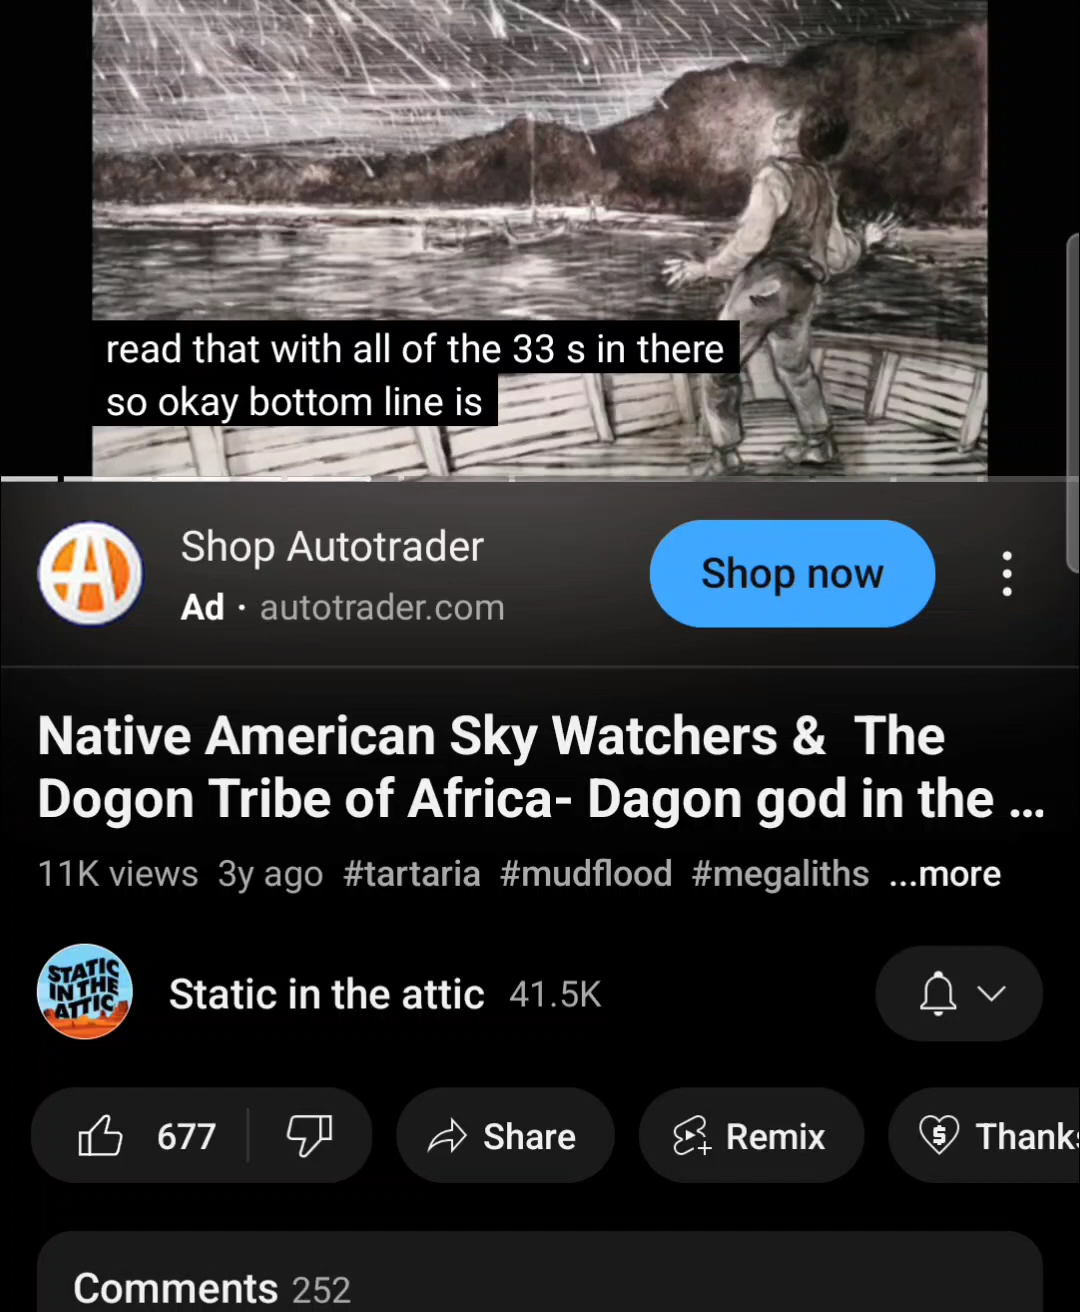 read that with all of the 33 s in there
so okay bottom line is
Shop Autotrader
Ad · autotrader.com
Shop now
Native American Sky Watchers &  The
Dogon Tribe of Africa- Dagon god in the ...
11K views 3y ago #tartaria #mudflood #megaliths ...more
STATIC
IN THE
ATTIC
Static in the attic 41.5K
677
Share
Remix
Thanks
Comments 252